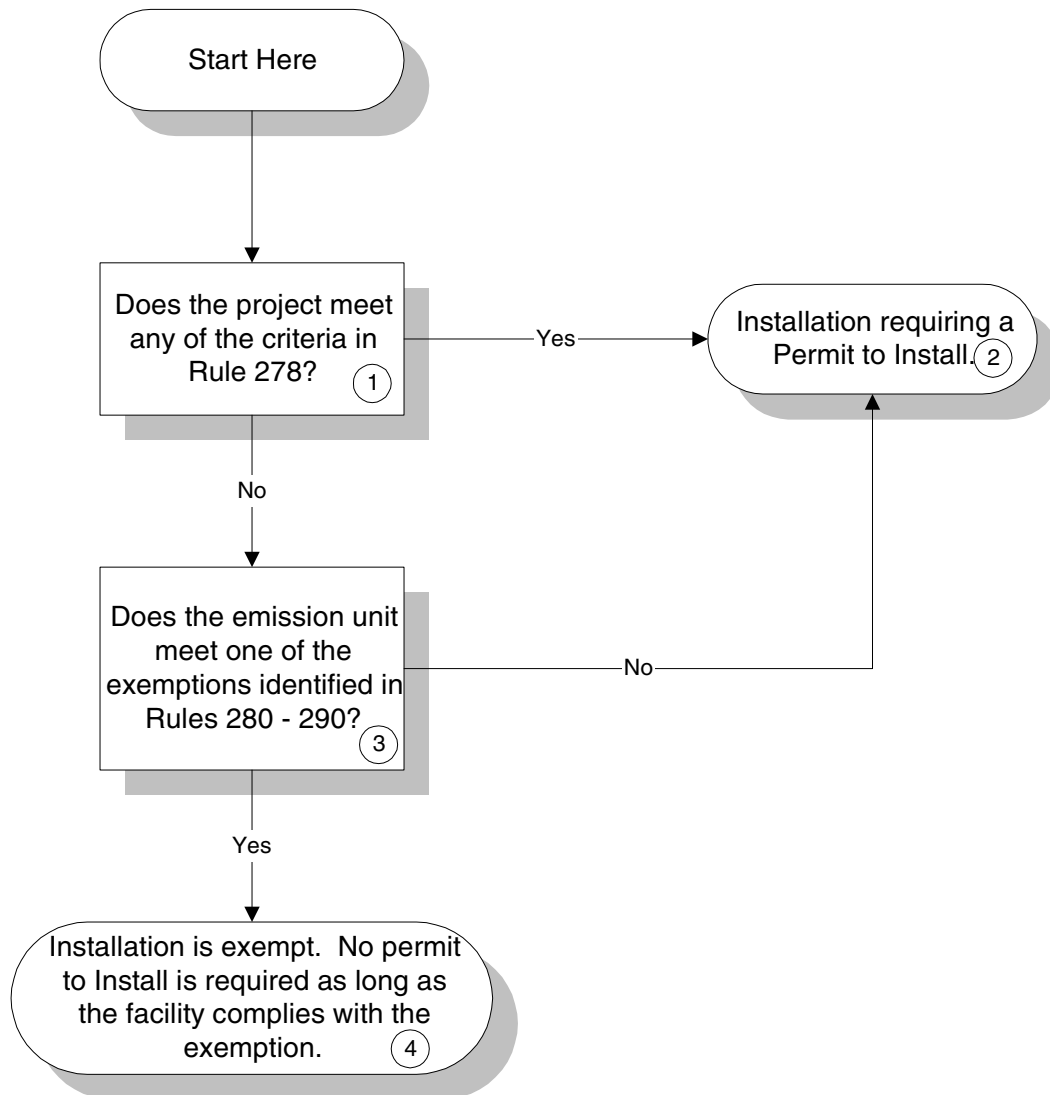 Start Here
Does the project meet
any of the criteria in
Rule 278?
1
Yes
Installation requiring a
Permit to Install.
2
No
Does the emission unit
meet one of the
exemptions identified in
Rules 280 - 290?
3
No
Yes
Installation is exempt.  No permit
to Install is required as long as
the facility complies with the
exemption.
4